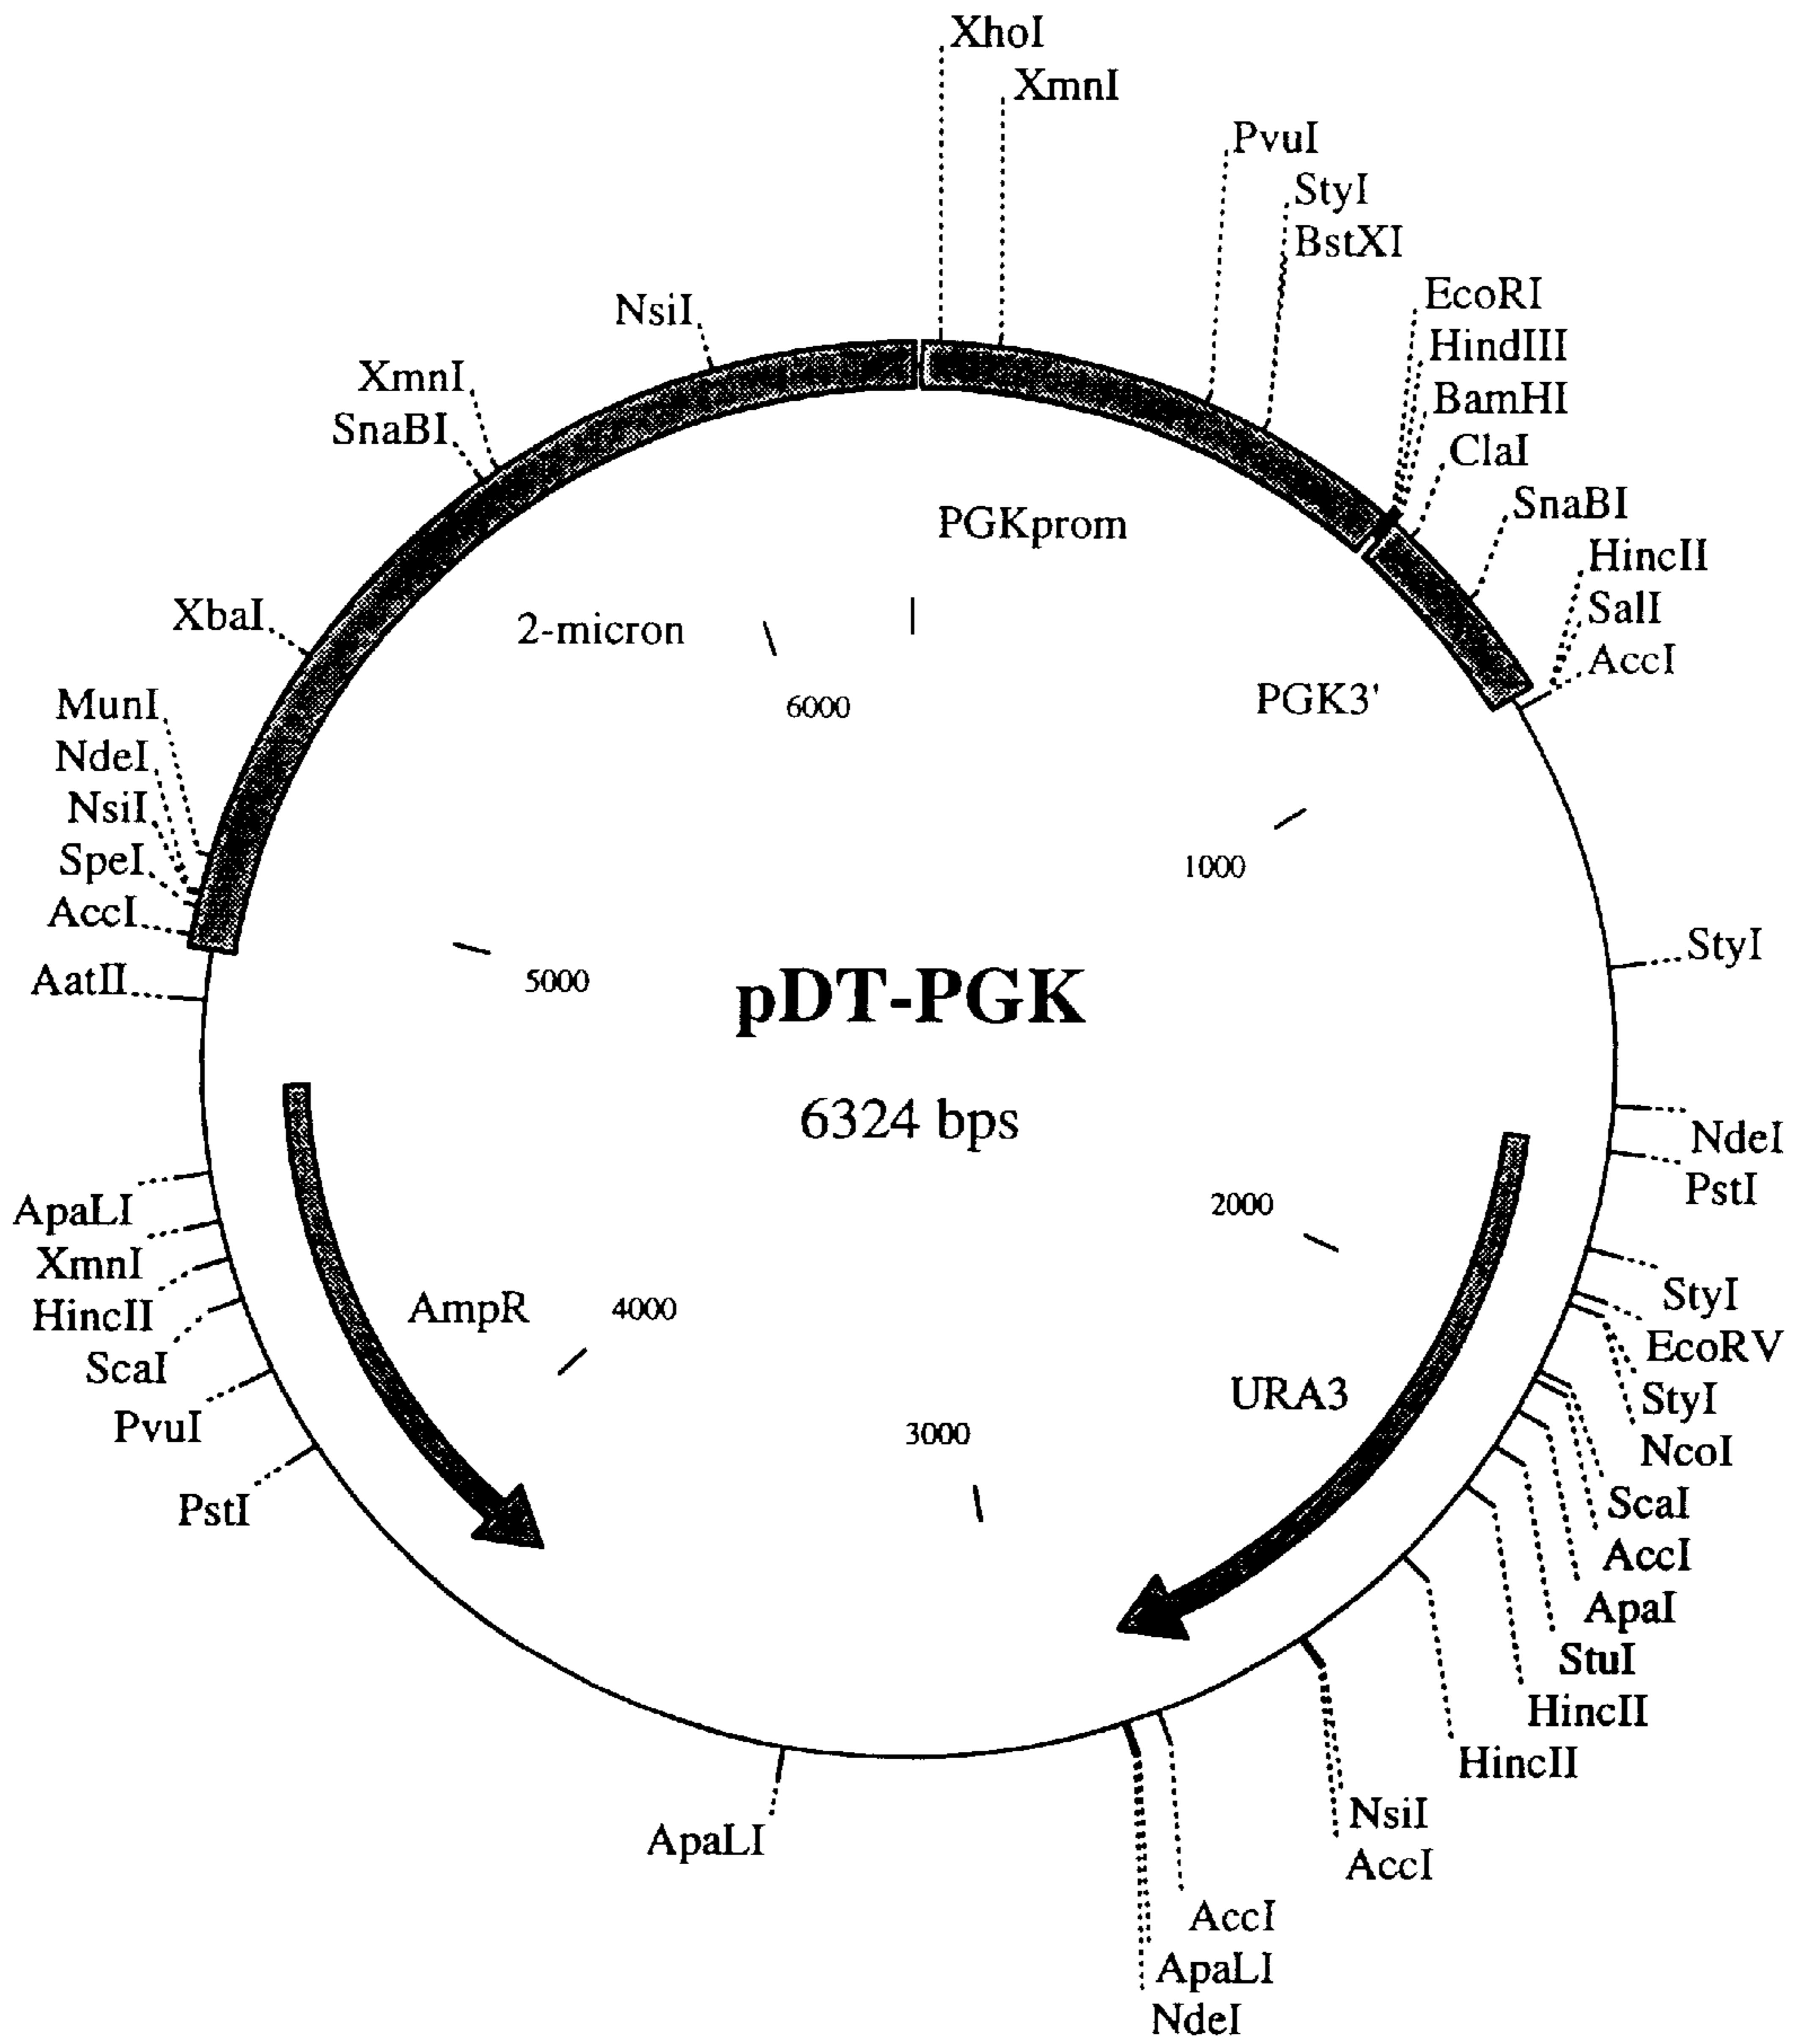 XhoI
XmnI
PvuI
StyI
BstXI
EcoRI
HindIII
BamHI
ClaI
SnaBI
HincII
SalI
AccI
StyI
NdeI
PstI
StyI
EcoRV
StyI
NcoI
ScaI
AccI
ApaI
StuI
HincII
HincII
NsiI
AccI
AccI
ApaLI
NdeI
ApaLI
PstI
PvuI
ScaI
HincII
XmnI
ApaLI
AatII
AccI
SpeI
NsiI
NdeI
MunI
XbaI
SnaBI
XmnI
NsiI
PGKprom
2-micron
6000
PGK3'
1000
5000
pDT-PGK
6324 bps
2000
AmpR
4000
URA3
3000